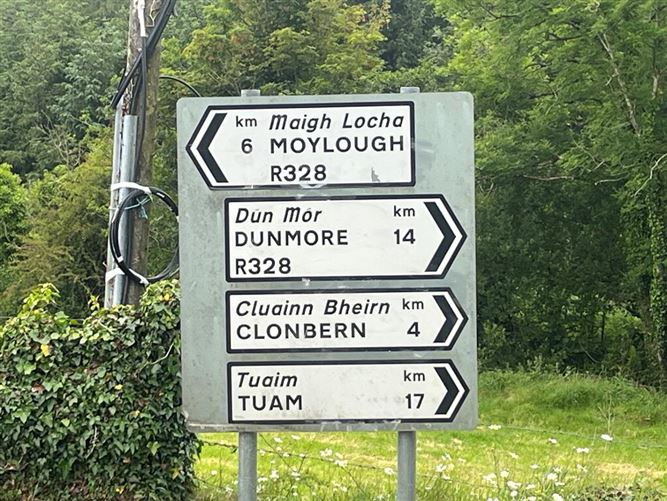 km Maigh Locha
6 MOYLOUGH
R328
Dún Mór km
DUNMORE 14
R328
Cluainn Bheirn km
CLONBERN 4
Tuaim km
TUAM 17